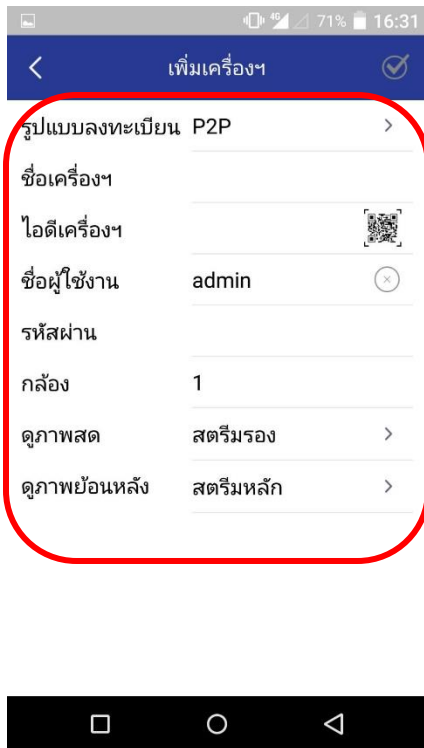 4G 71% 16:31
เพิ่มเครื่องฯ
รูปแบบลงทะเบียน P2P
ชื่อเครื่องฯ
ไอดีเครื่องฯ
ชื่อผู้ใช้งาน admin
รหัสผ่าน
กล้อง 1
ดูภาพสด สตรีมรอง
ดูภาพย้อนหลัง สตรีมหลัก